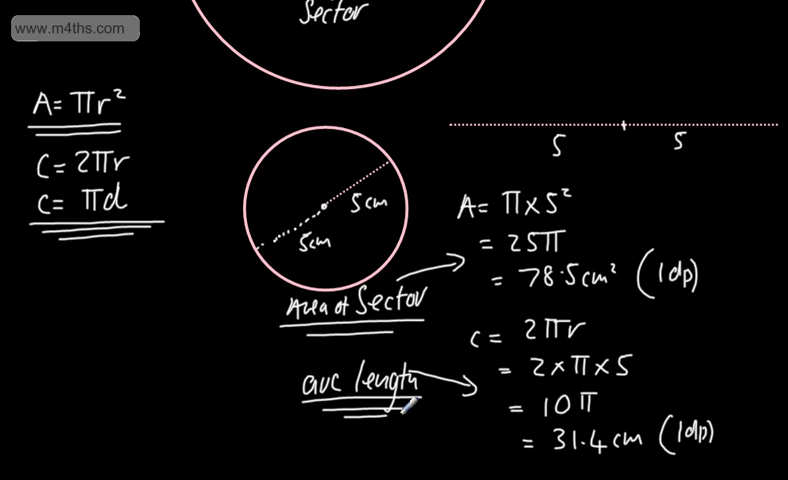 www.m4ths.com
Sector
A = πr²
C = 2πr
C = πd
5 5
5cm
5cm
A = π × 5²
= 25π
= 78.5cm² (1dp)
Area of Sector
C = 2πr
= 2 × π × 5
= 10π
= 31.4cm (1dp)
arc length